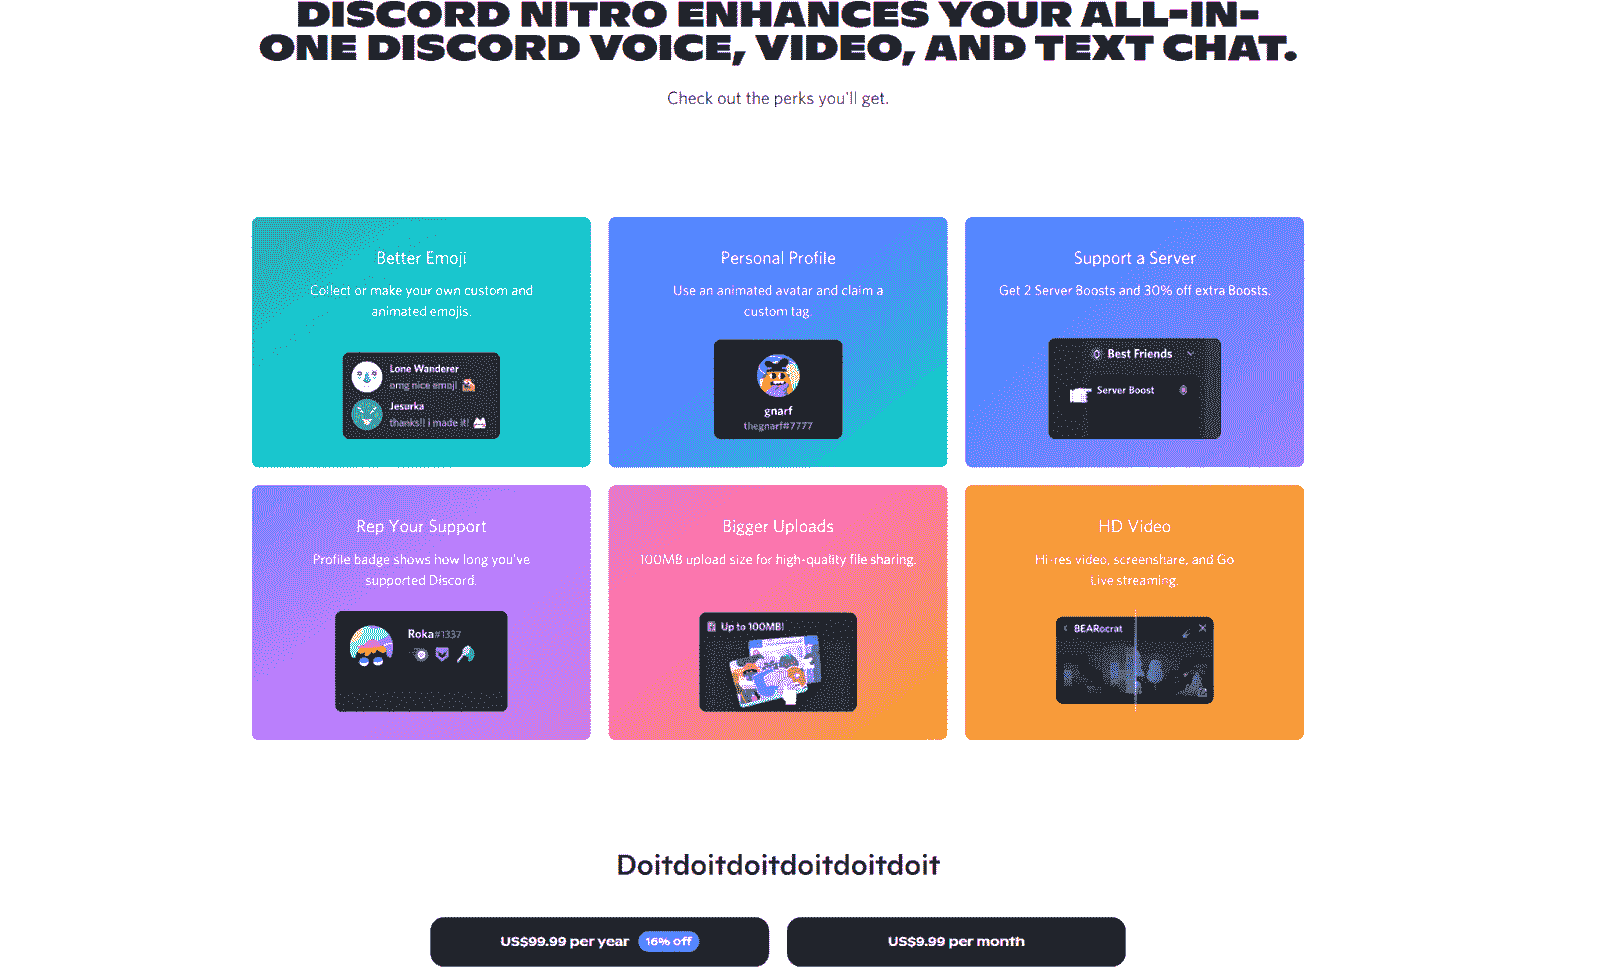 DISCORD NITRO ENHANCES YOUR ALL-IN-
ONE DISCORD VOICE, VIDEO, AND TEXT CHAT.
Check out the perks you'll get.
Better Emoji
Collect or make your own custom and
animated emojis.
Lone Wanderer
omg nice emoji
Jesurka
thanks!! i made it!
Personal Profile
Use an animated avatar and claim a
custom tag.
gnarf
thegnarf#7777
Support a Server
Get 2 Server Boosts and 30% off extra Boosts.
Best Friends
Server Boost
Rep Your Support
Profile badge shows how long you've
supported Discord.
Roka#1337
Bigger Uploads
100MB upload size for high-quality file sharing.
Up to 100MB!
HD Video
Hi-res video, screenshare, and Go
Live streaming.
BEARocrat
Doitdoitdoitdoitdoitdoit
US$99.99 per year 16% off
US$9.99 per month